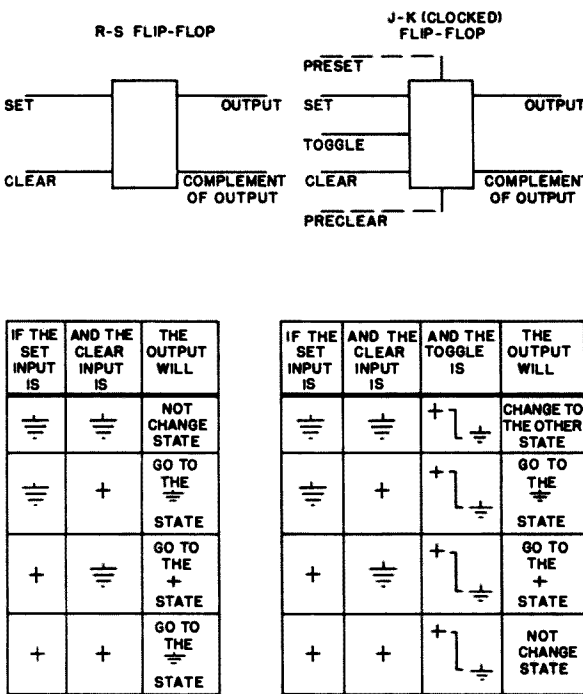 R-S FLIP-FLOP
SET
OUTPUT
CLEAR
COMPLEMENT
OF OUTPUT
J-K (CLOCKED)
FLIP-FLOP
PRESET
SET
OUTPUT
TOGGLE
CLEAR
COMPLEMENT
OF OUTPUT
PRECLEAR
IF THE
SET
INPUT
IS
AND THE
CLEAR
INPUT
IS
THE
OUTPUT
WILL
NOT
CHANGE
STATE
+
GO TO
THE
STATE
+
GO TO
THE
+
STATE
+
+
GO TO
THE
STATE
IF THE
SET
INPUT
IS
AND THE
CLEAR
INPUT
IS
AND THE
TOGGLE
IS
THE
OUTPUT
WILL
+
CHANGE TO
THE OTHER
STATE
+
+
GO TO
THE
STATE
+
+
GO TO
THE
+
STATE
+
+
+
NOT
CHANGE
STATE